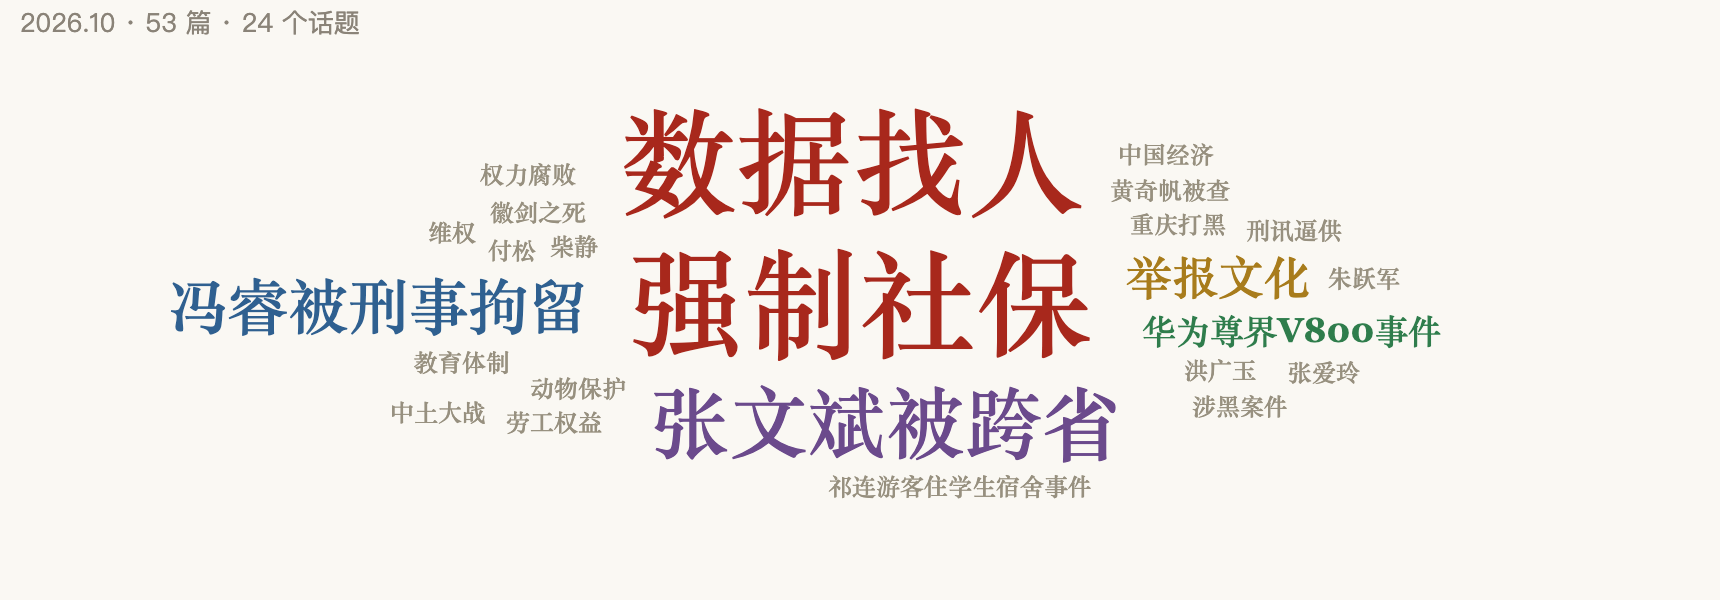 2026.10 · 53 篇 · 24 个话题
数据找人
中国经济
权力腐败
黄奇帆被查
徽剑之死
重庆打黑
刑讯逼供
维权
付松
柴静
强制社保
举报文化
朱跃军
冯睿被刑事拘留
华为尊界V800事件
教育体制
洪广玉
张爱玲
动物保护
中土大战
劳工权益
涉黑案件
张文斌被跨省
祁连游客住学生宿舍事件